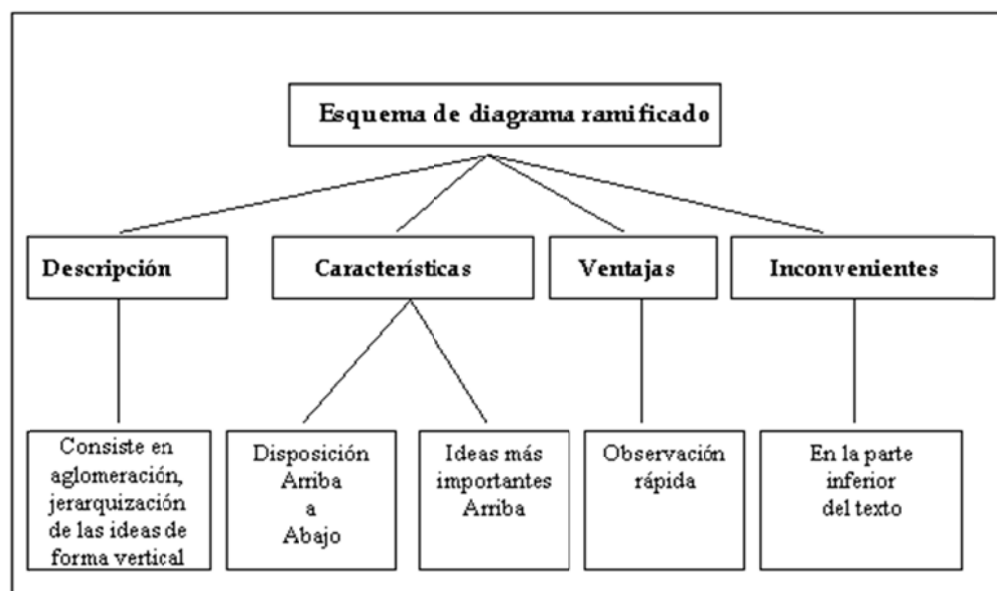 Esquema de diagrama ramificado
Descripción
Características
Ventajas
Inconvenientes
Consiste en
aglomeración,
jerarquización
de las ideas de
forma vertical
Disposición
Arriba
a
Abajo
Ideas más
importantes
Arriba
Observación
rápida
En la parte
inferior
del texto